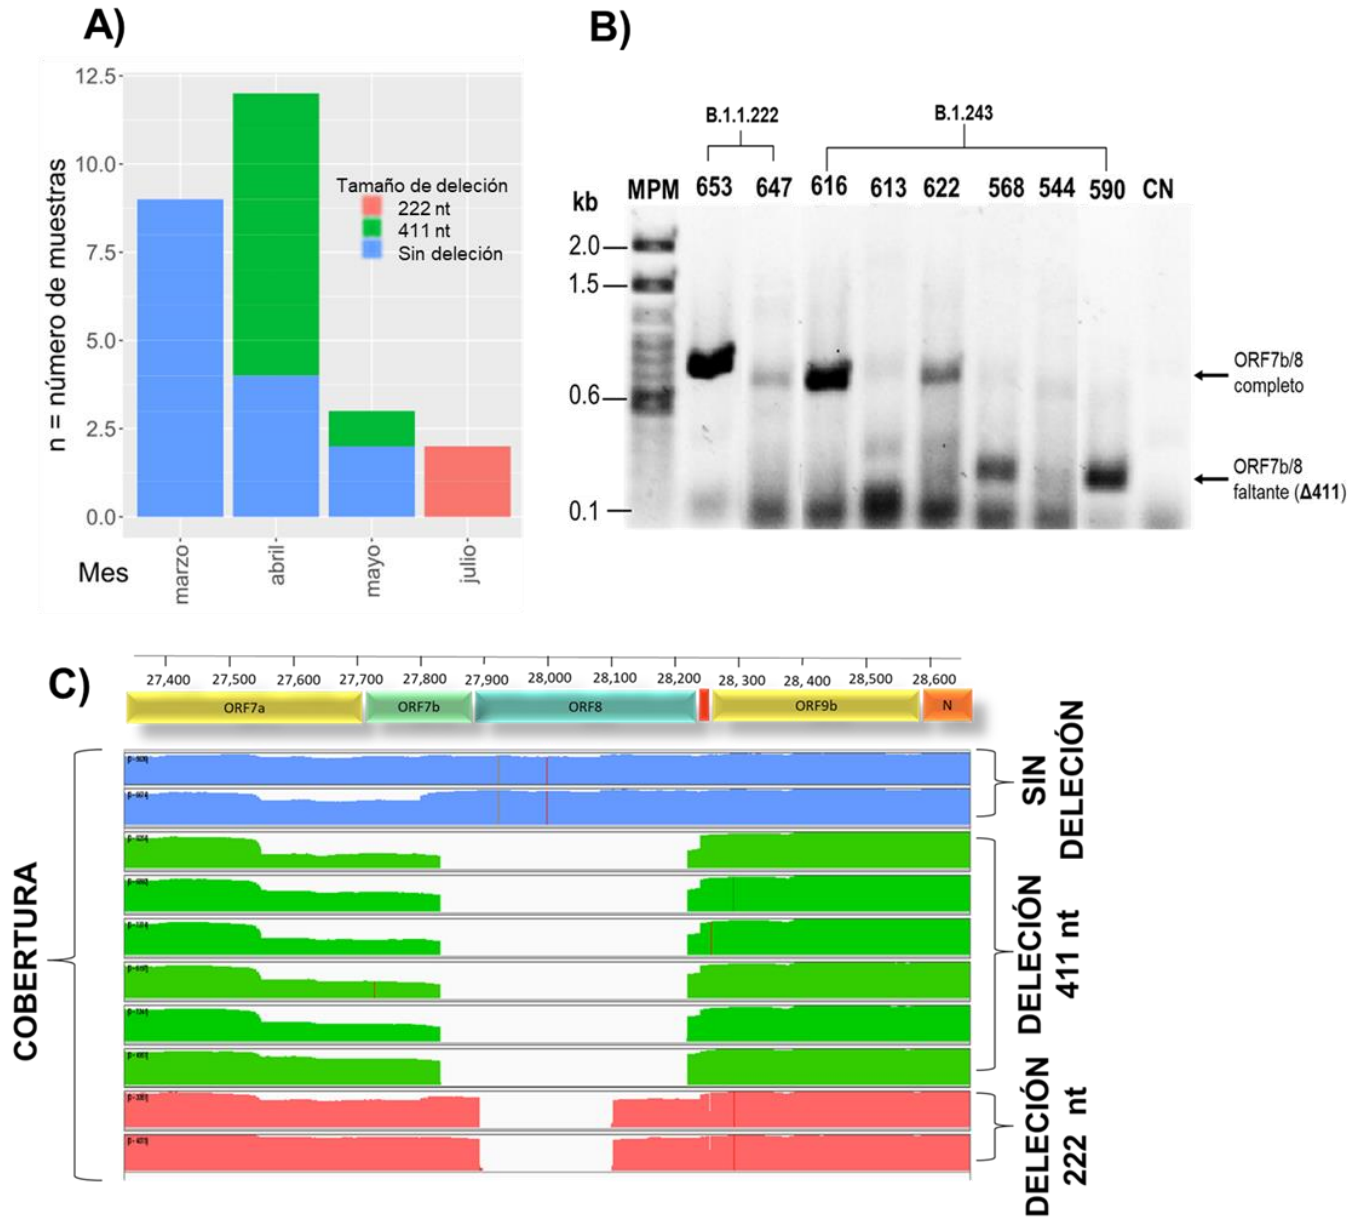 A)
12.5
10.0
7.5
5.0
2.5
0.0
n = número de muestras
Tamaño de deleción
222 nt
411 nt
Sin deleción
Mes
marzo
abril
mayo
julio
B)
B.1.1.222
B.1.243
kb
MPM 653 647 616 613 622 568 544 590 CN
2.0
1.5
0.6
0.1
ORF7b/8
completo
ORF7b/8
faltante (Δ411)
C)
27,400 27,500 27,600 27,700 27,800 27,900 28,000 28,100 28,200 28, 300 28, 400 28,500 28,600
ORF7a ORF7b ORF8 ORF9b N
COBERTURA
SIN
DELECIÓN
DELECIÓN
411 nt
DELECIÓN
222 nt